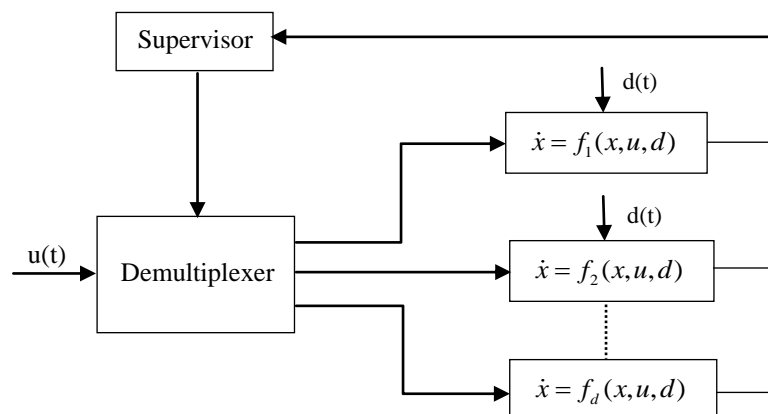 Supervisor
d(t)
ẋ = f₁(x,u,d)
d(t)
u(t)
Demultiplexer
ẋ = f₂(x,u,d)
ẋ = f_d(x,u,d)